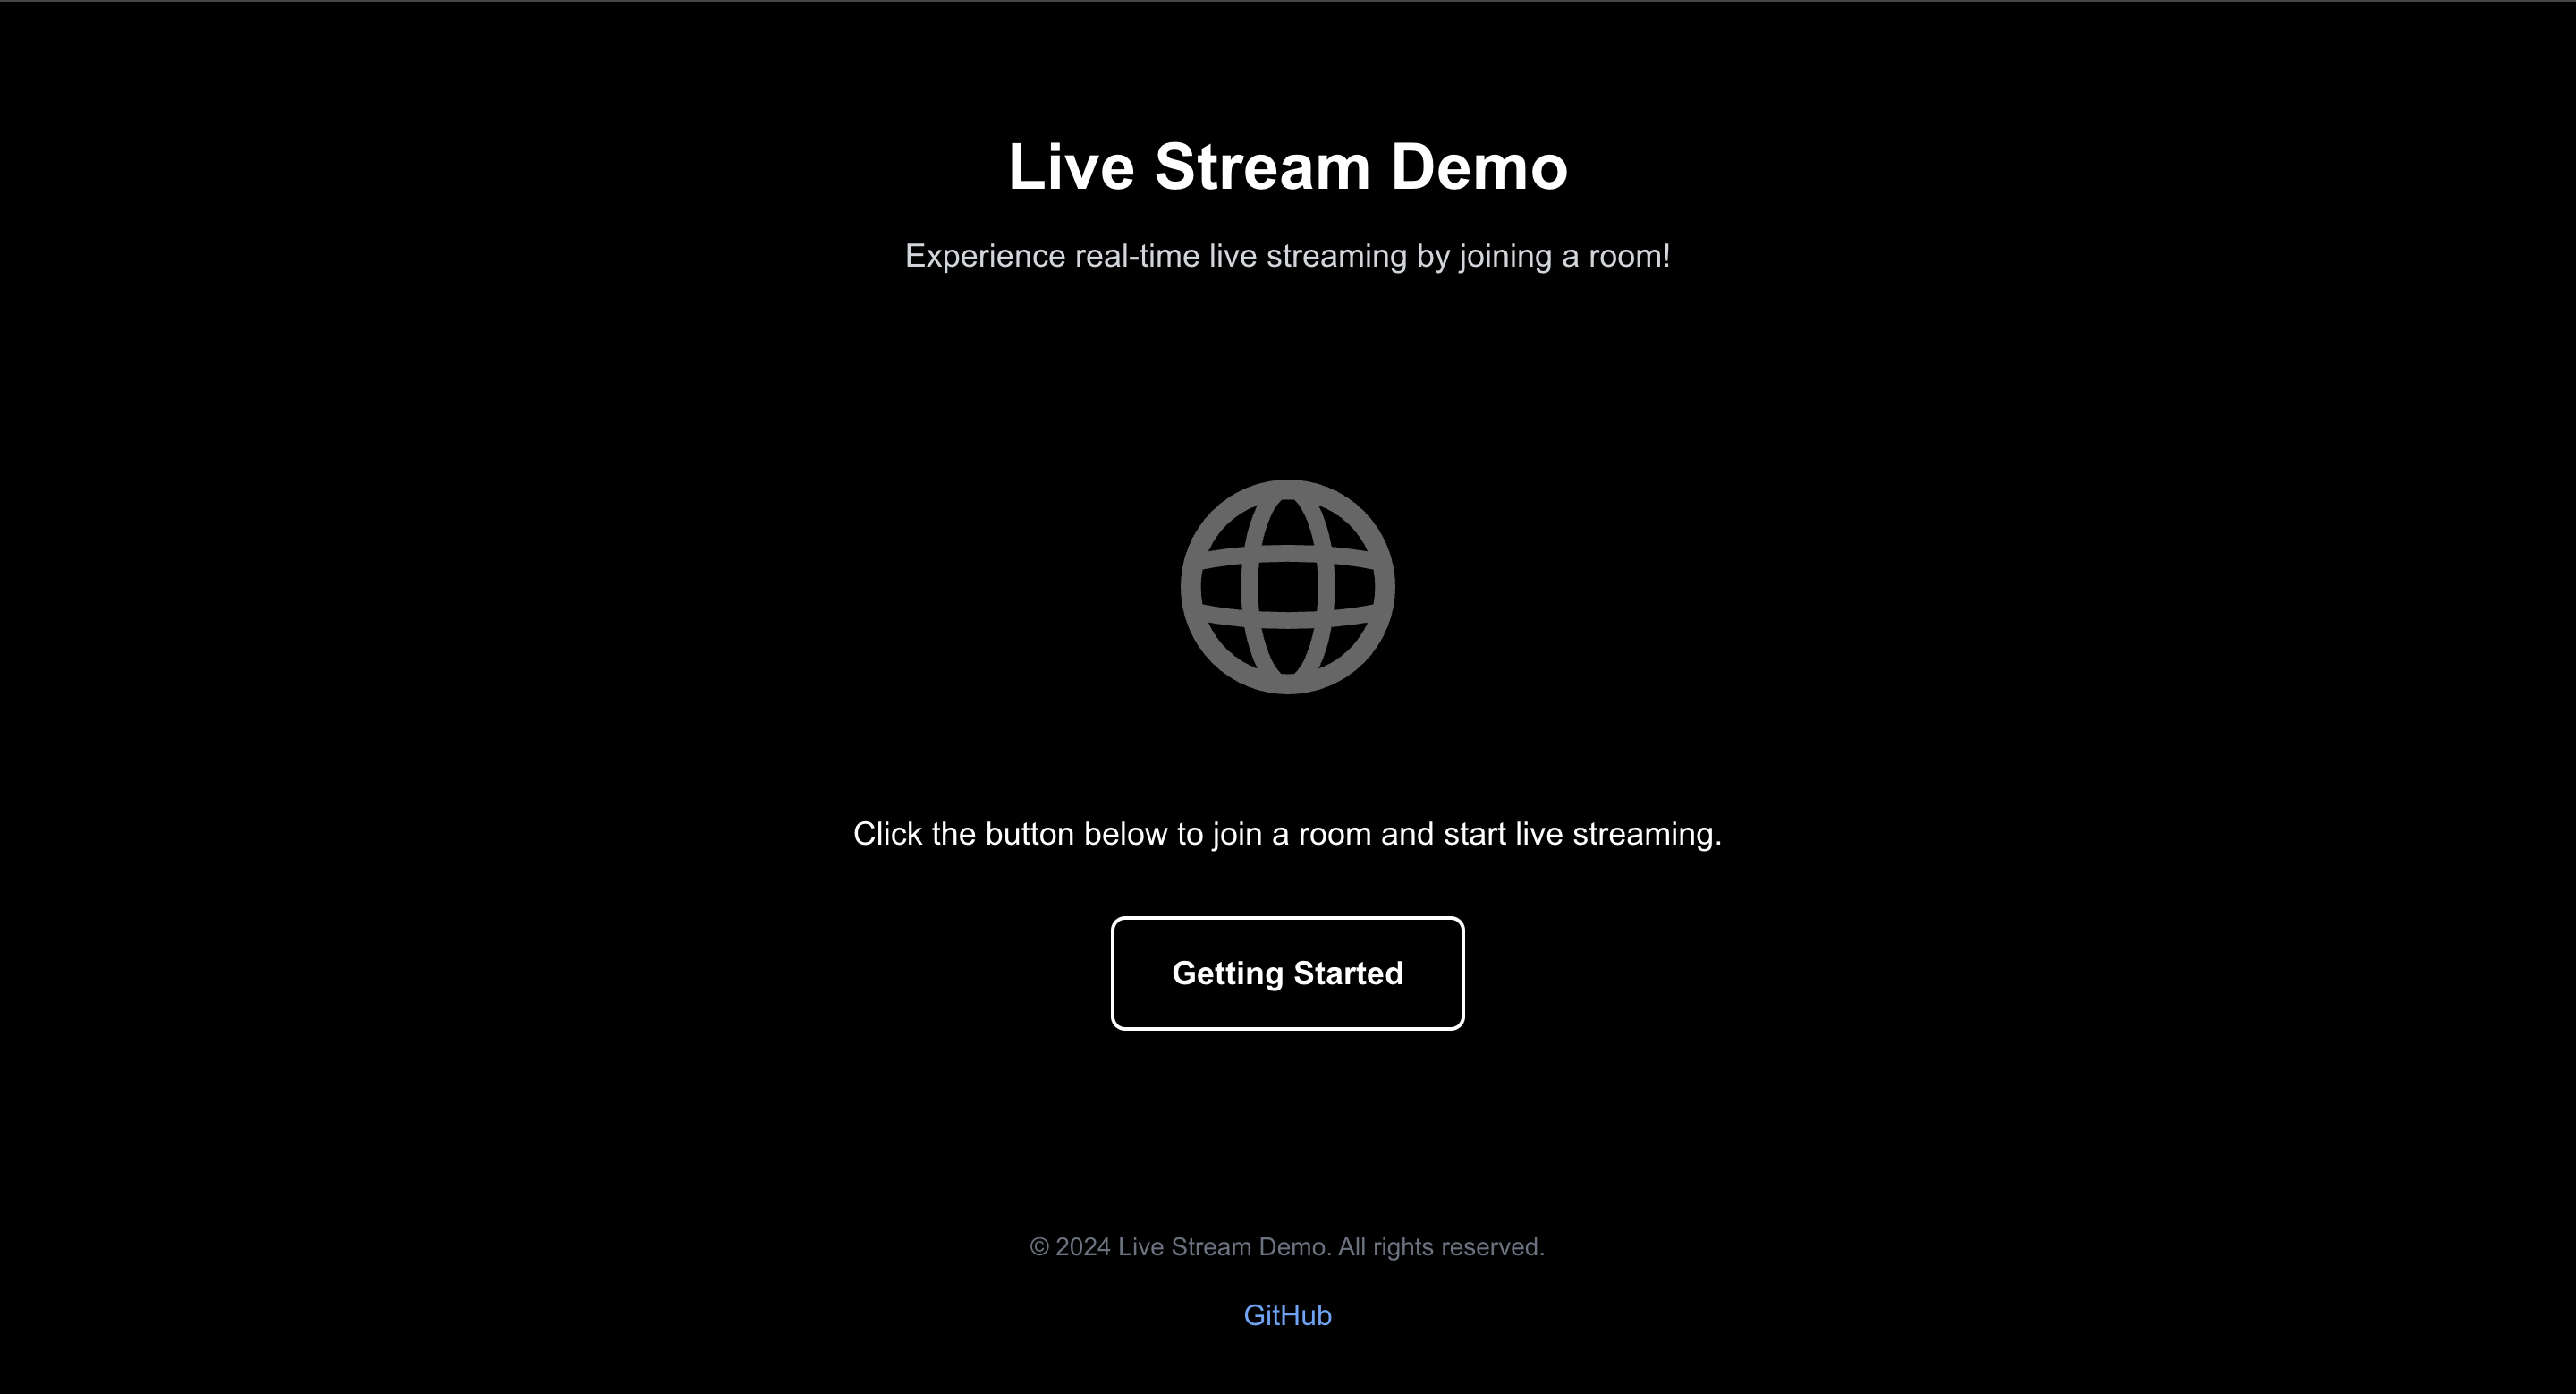 Live Stream Demo
Experience real-time live streaming by joining a room!
Click the button below to join a room and start live streaming.
Getting Started
© 2024 Live Stream Demo. All rights reserved.
GitHub